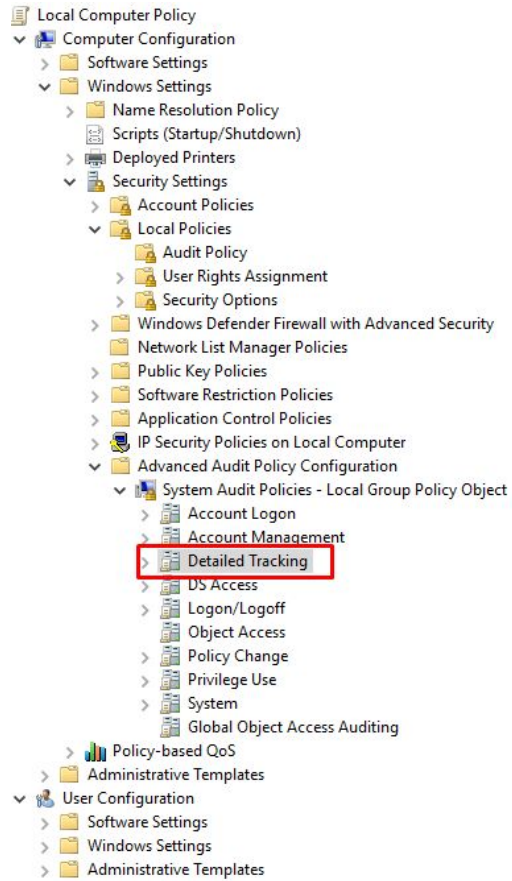 Local Computer Policy
Computer Configuration
Software Settings
Windows Settings
Name Resolution Policy
Scripts (Startup/Shutdown)
Deployed Printers
Security Settings
Account Policies
Local Policies
Audit Policy
User Rights Assignment
Security Options
Windows Defender Firewall with Advanced Security
Network List Manager Policies
Public Key Policies
Software Restriction Policies
Application Control Policies
IP Security Policies on Local Computer
Advanced Audit Policy Configuration
System Audit Policies - Local Group Policy Object
Account Logon
Account Management
Detailed Tracking
DS Access
Logon/Logoff
Object Access
Policy Change
Privilege Use
System
Global Object Access Auditing
Policy-based QoS
Administrative Templates
User Configuration
Software Settings
Windows Settings
Administrative Templates